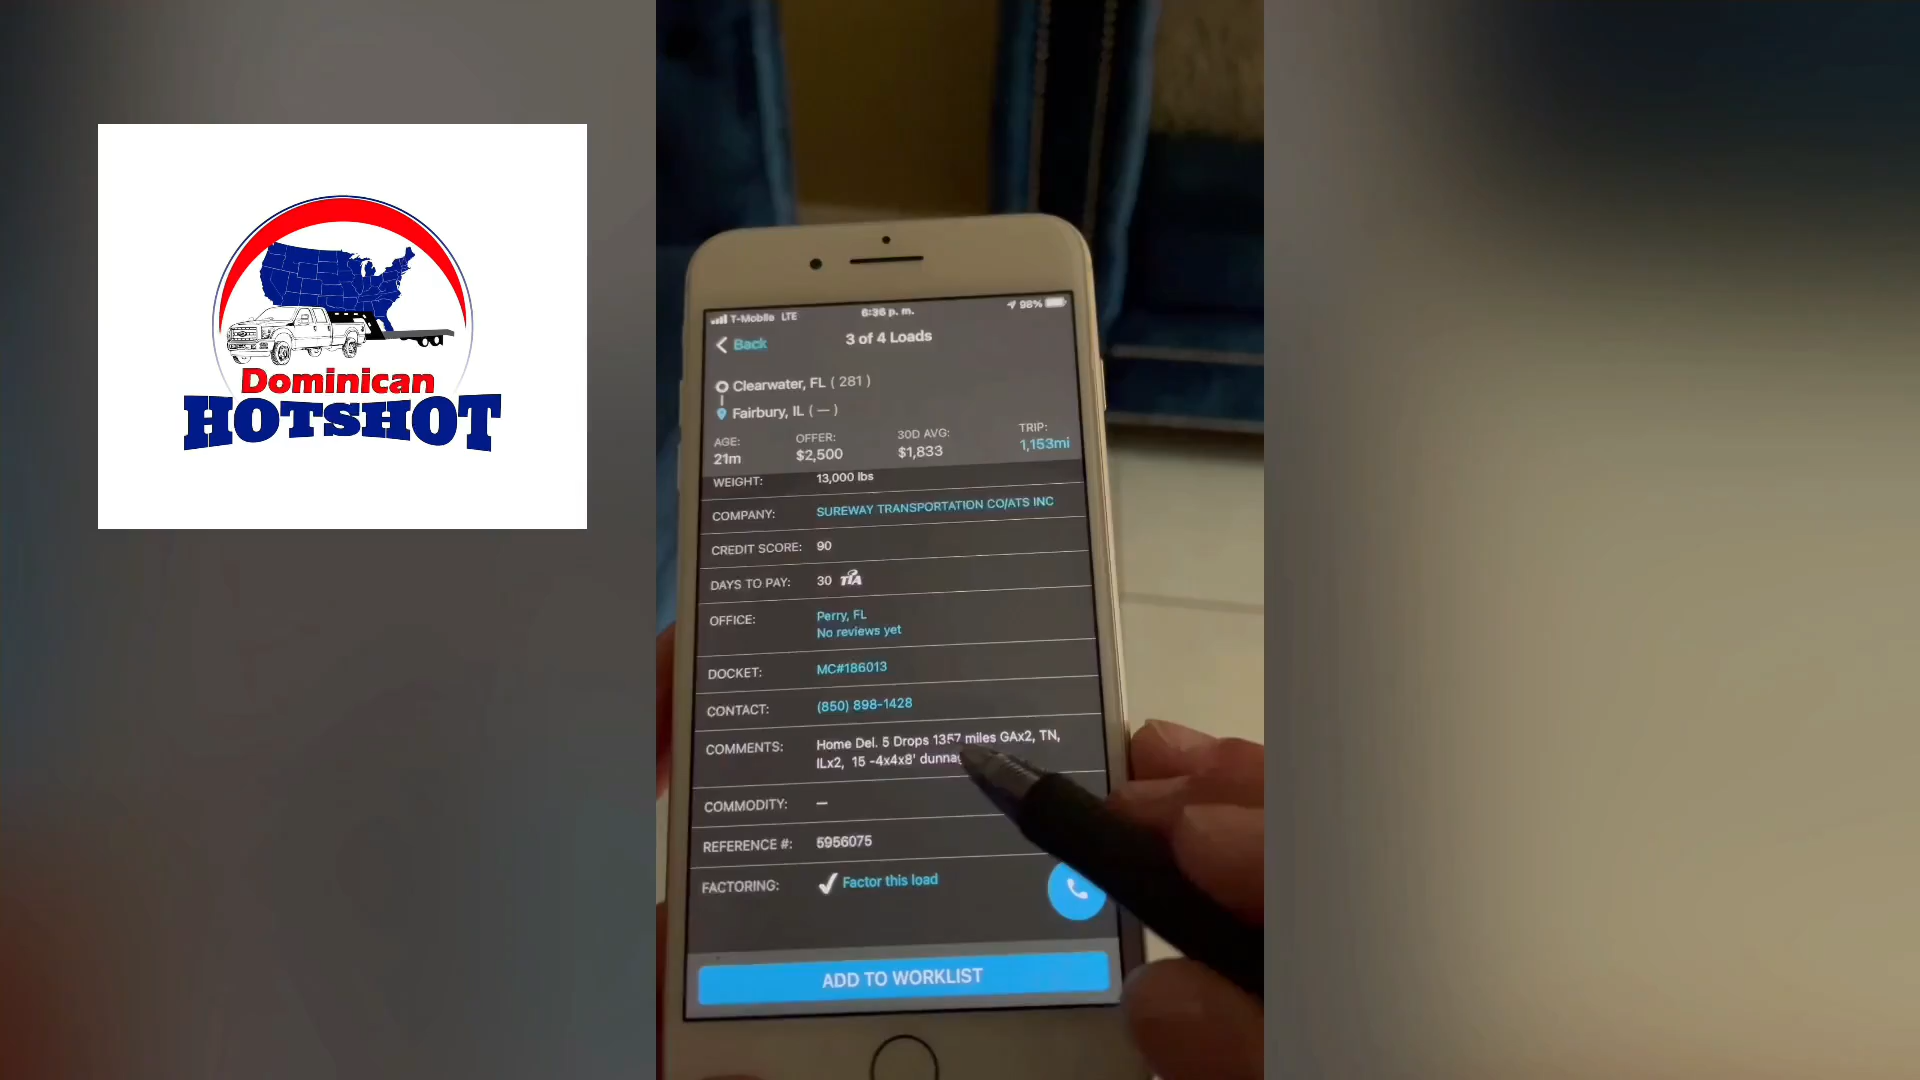 Dominican
HOTSHOT
T-Mobile LTE
6:36 p. m.
98%
Back
3 of 4 Loads
Clearwater, FL ( 281 )
Fairbury, IL ( — )
AGE:
21m
OFFER:
$2,500
30D AVG:
$1,833
TRIP:
1,153mi
WEIGHT: 13,000 lbs
COMPANY: SUREWAY TRANSPORTATION CO/ATS INC
CREDIT SCORE: 90
DAYS TO PAY: 30 TIA
OFFICE: Perry, FL
No reviews yet
DOCKET: MC#186013
CONTACT: (850) 898-1428
COMMENTS: Home Del. 5 Drops 1357 miles GAx2, TN,
ILx2, 15 -4x4x8'
COMMODITY: —
REFERENCE #: 5956075
FACTORING: Factor this load
ADD TO WORKLIST